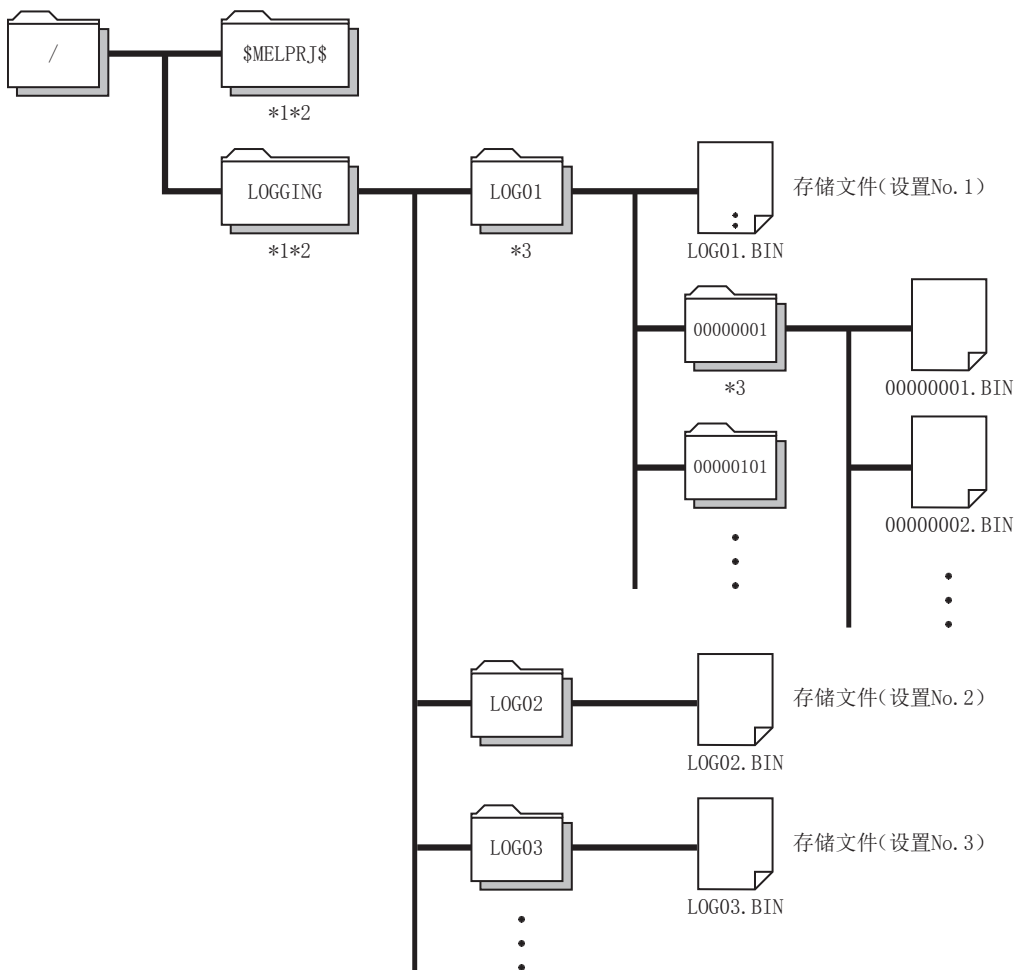 /
$MELPRJ$
*1*2
LOGGING
*1*2
LOG01
*3
LOG01.BIN
存储文件(设置No.1)
00000001
*3
00000001.BIN
00000101
00000002.BIN
LOG02
LOG02.BIN
存储文件(设置No.2)
LOG03
LOG03.BIN
存储文件(设置No.3)